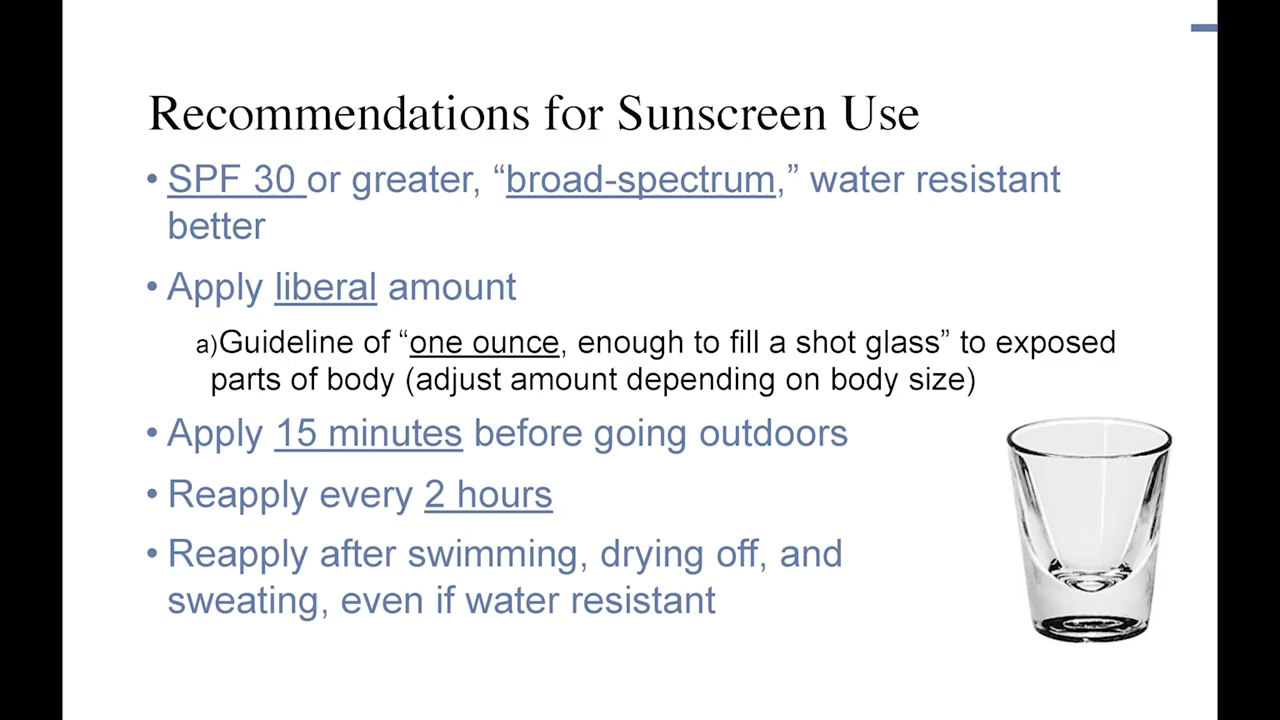 Recommendations for Sunscreen Use
• SPF 30 or greater, “broad-spectrum,” water resistant
better
• Apply liberal amount
a)Guideline of “one ounce, enough to fill a shot glass” to exposed
parts of body (adjust amount depending on body size)
• Apply 15 minutes before going outdoors
• Reapply every 2 hours
• Reapply after swimming, drying off, and
sweating, even if water resistant